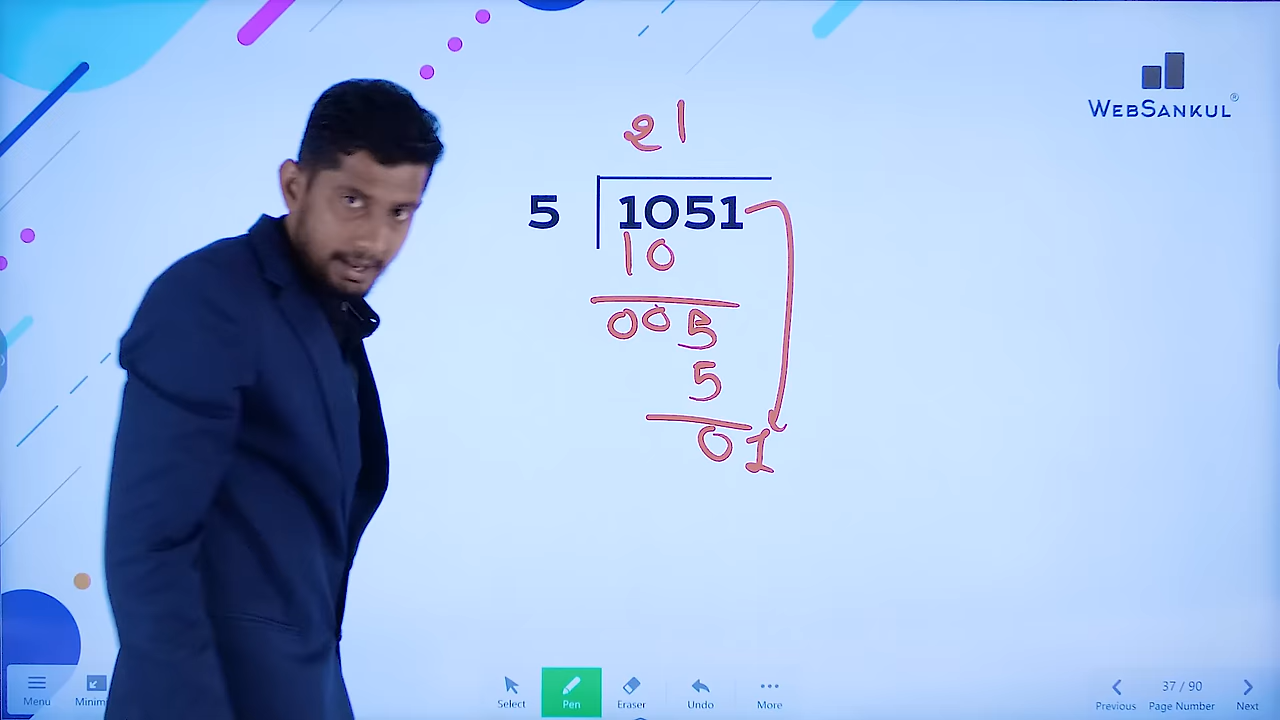 WEBSANKUL®
21
5 1051
10
005
5
01
Menu
Select
Pen
Eraser
Undo
More
Previous
37 / 90
Page Number
Next